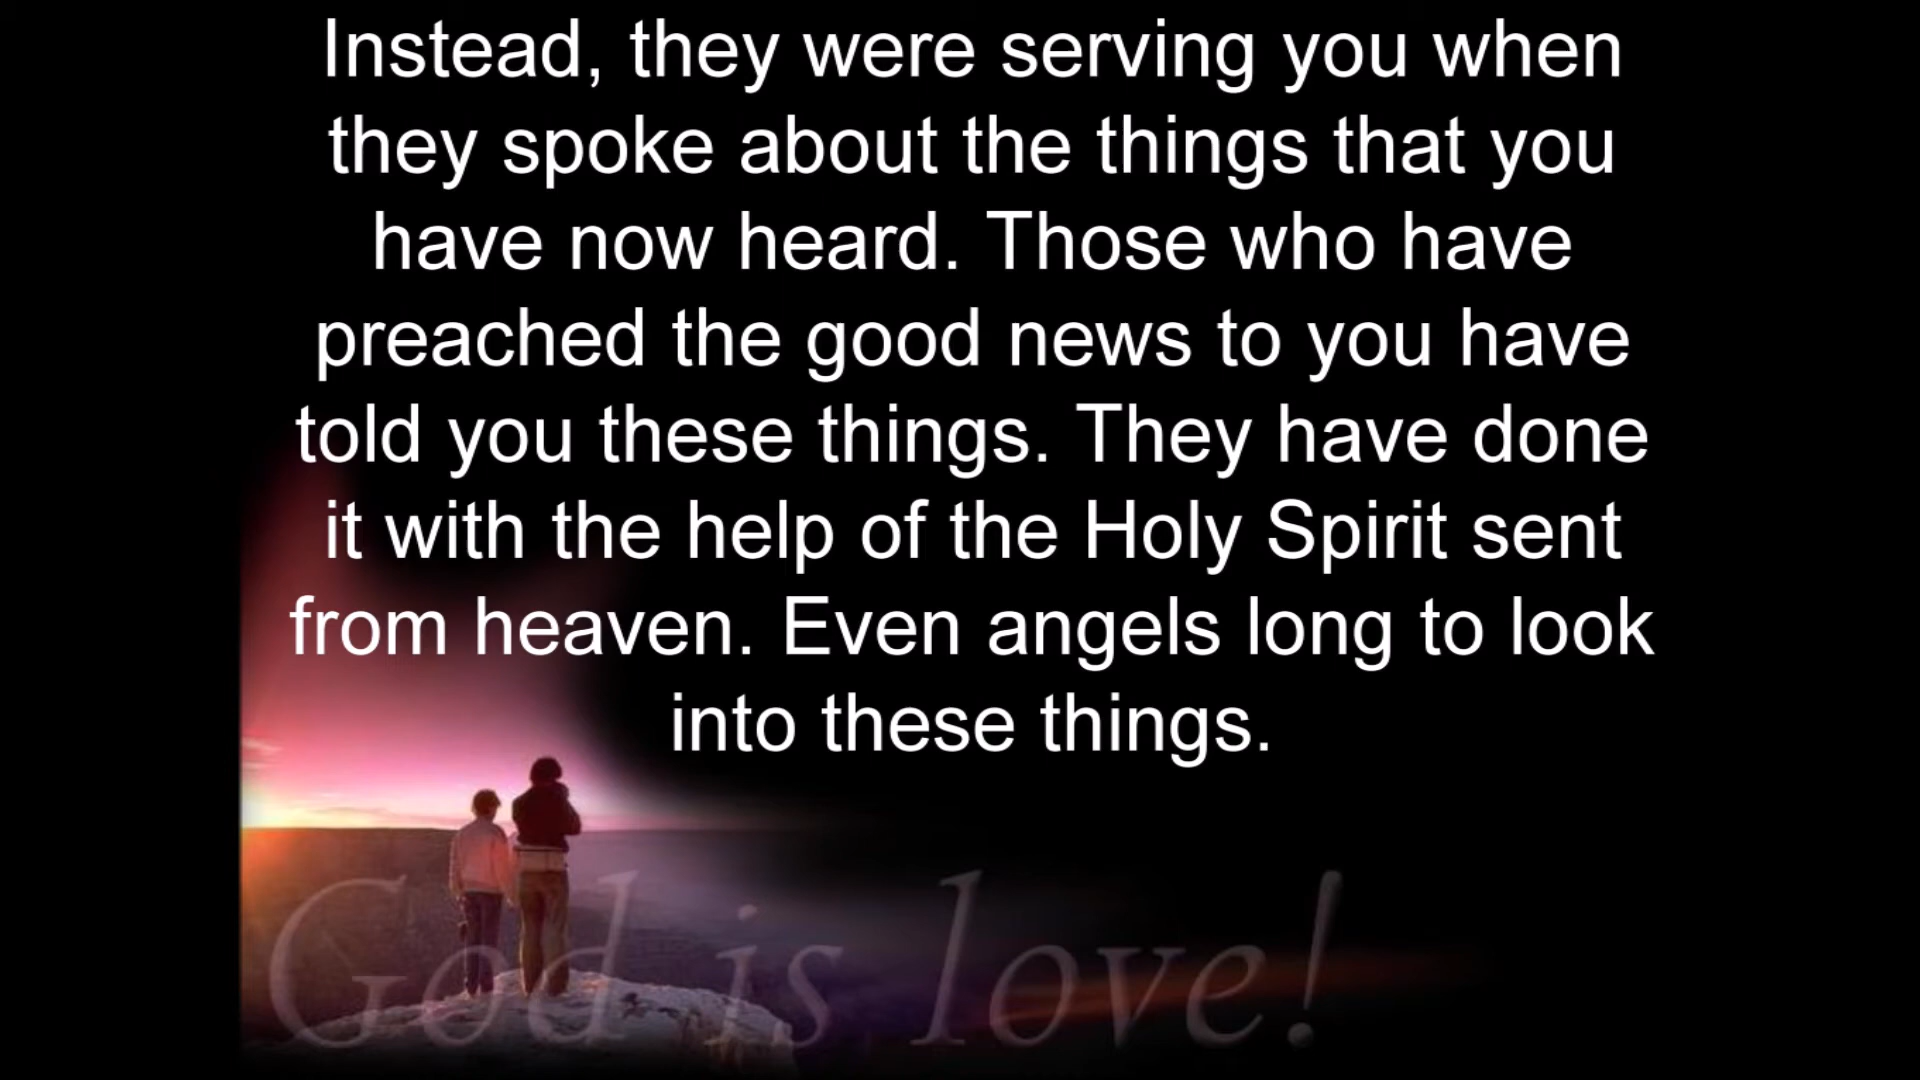 Instead, they were serving you when
they spoke about the things that you
have now heard. Those who have
preached the good news to you have
told you these things. They have done
it with the help of the Holy Spirit sent
from heaven. Even angels long to look
into these things.
God is love!